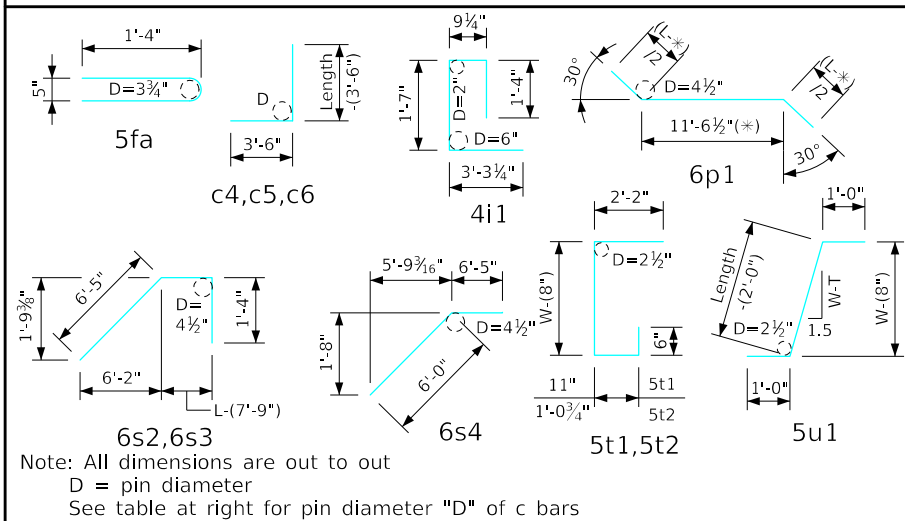 1'-4"
5"
D=3¾"
5fa
D
Length
-(3'-6")
3'-6"
c4,c5,c6
9¼"
1'-7"
D=2"
1'-4"
D=6"
3'-3¼"
4i1
30°
(L-✳)
/2
D=4½"
(L-✳)
/2
11'-6½"(✳)
30°
6p1
1'-9⅜"
6'-5"
D=
4½"
1'-4"
6'-2"
L-(7'-9")
6s2,6s3
5'-9³⁄₁₆"
6'-5"
1'-8"
D=4½"
6'-0"
6s4
2'-2"
D=2½"
W-(8")
6"
11"
1'-0¾"
5t1
5t2
5t1,5t2
1'-0"
Length
-(2'-0")
W-T
1.5
W-(8")
D=2½"
1'-0"
5u1
Note: All dimensions are out to out
D = pin diameter
See table at right for pin diameter "D" of c bars